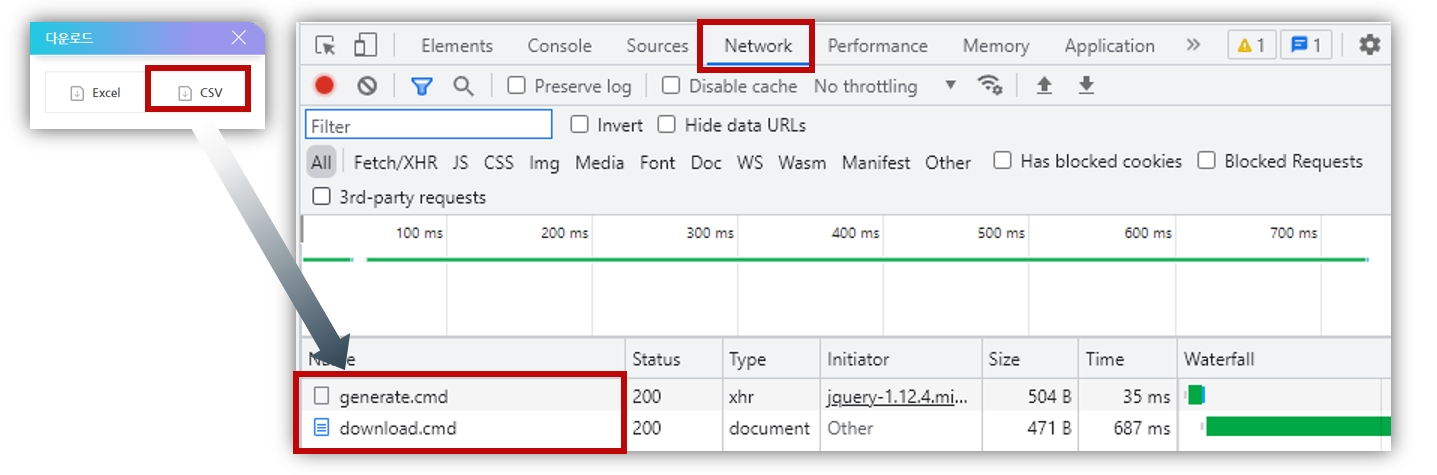 다운로드
Excel CSV
Elements Console Sources Network Performance Memory Application » 1 1
Preserve log Disable cache No throttling
Filter Invert Hide data URLs
All Fetch/XHR JS CSS Img Media Font Doc WS Wasm Manifest Other Has blocked cookies Blocked Requests
3rd-party requests
100 ms 200 ms 300 ms 400 ms 500 ms 600 ms 700 ms
Name Status Type Initiator Size Time Waterfall
generate.cmd 200 xhr jquery-1.12.4.mi... 504 B 35 ms
download.cmd 200 document Other 471 B 687 ms